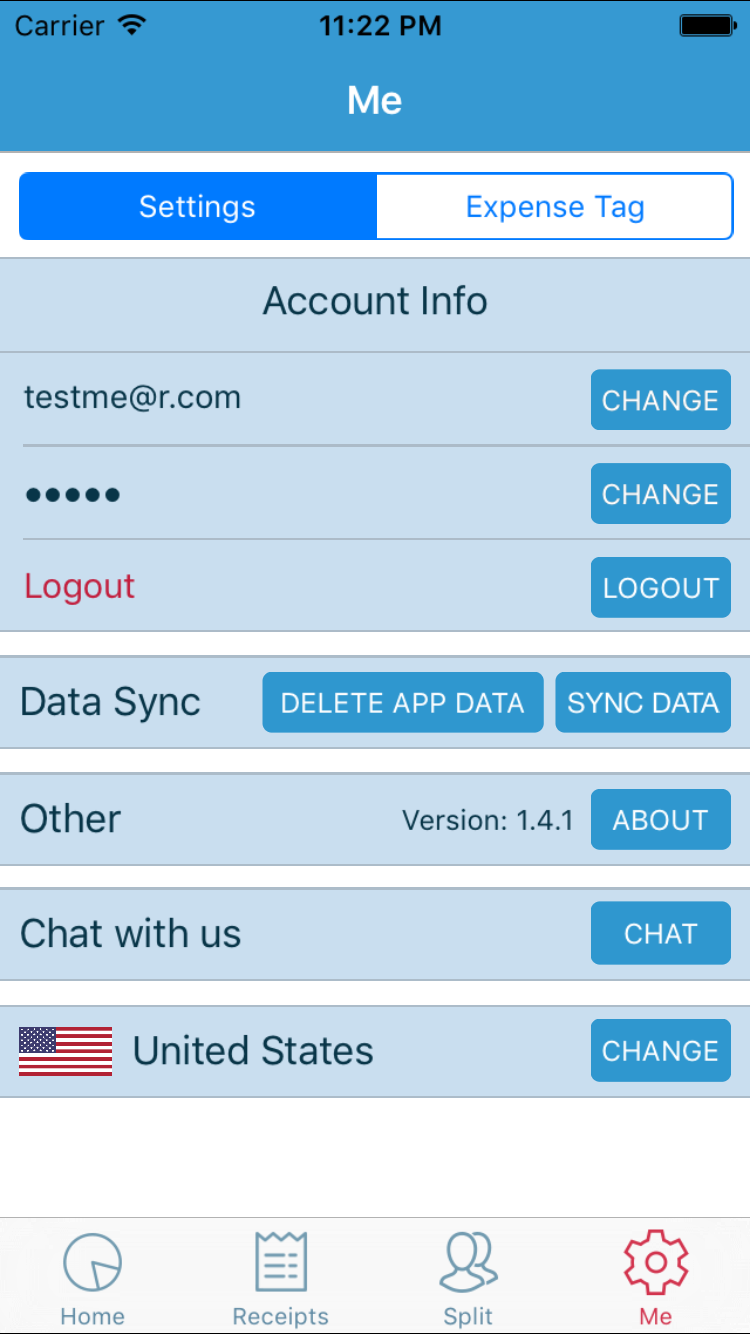 Carrier 11:22 PM
Me
Settings Expense Tag
Account Info
testme@r.com CHANGE
••••• CHANGE
Logout LOGOUT
Data Sync DELETE APP DATA SYNC DATA
Other Version: 1.4.1 ABOUT
Chat with us CHAT
United States CHANGE
Home Receipts Split Me